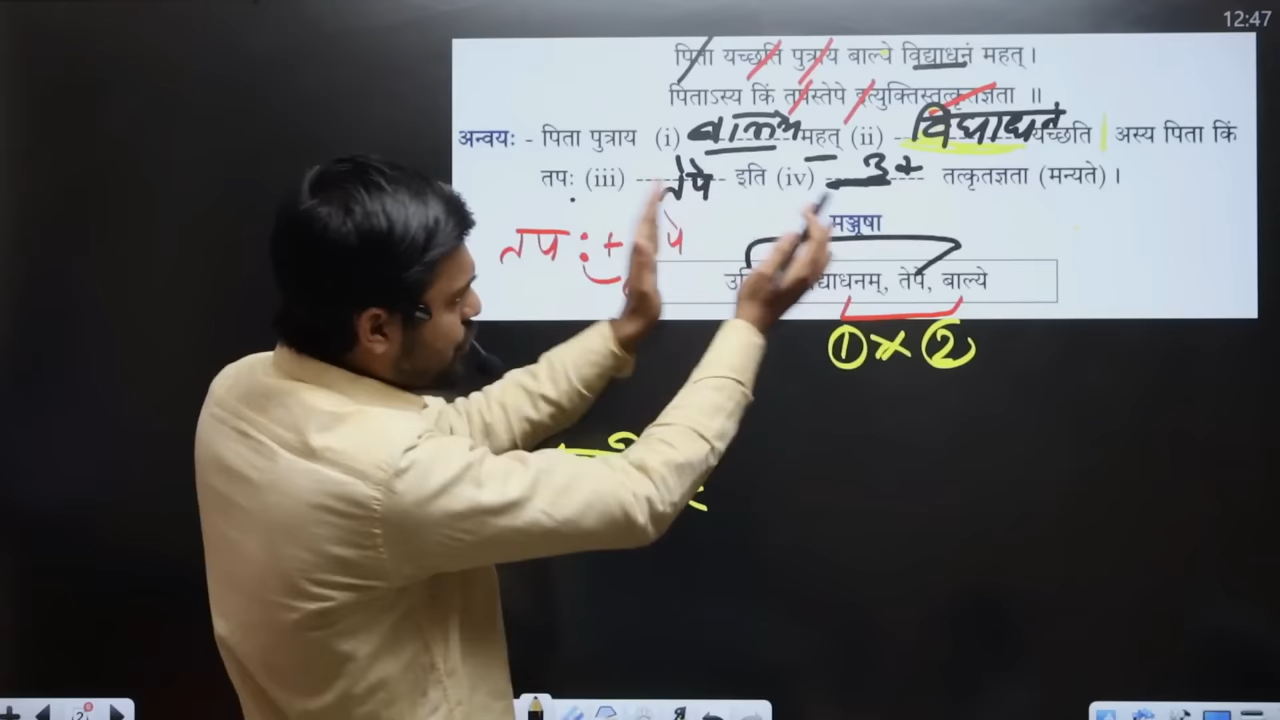 12:47
पिता यच्छति पुत्राय बाल्ये विद्याधनं महत् ।
पिताऽस्य किं तपस्तेपे इत्युक्तिस्तत्कृतज्ञता ॥
अन्वयः - पिता पुत्राय (i) बाल्ये महत् (ii) विद्याधनं यच्छति अस्य पिता किं
तपः (iii) तेपे इति (iv) तत्कृतज्ञता (मन्यते) ।
मञ्जूषा
तपः +
द्याधनम्, तेपे, बाल्ये
① × ②